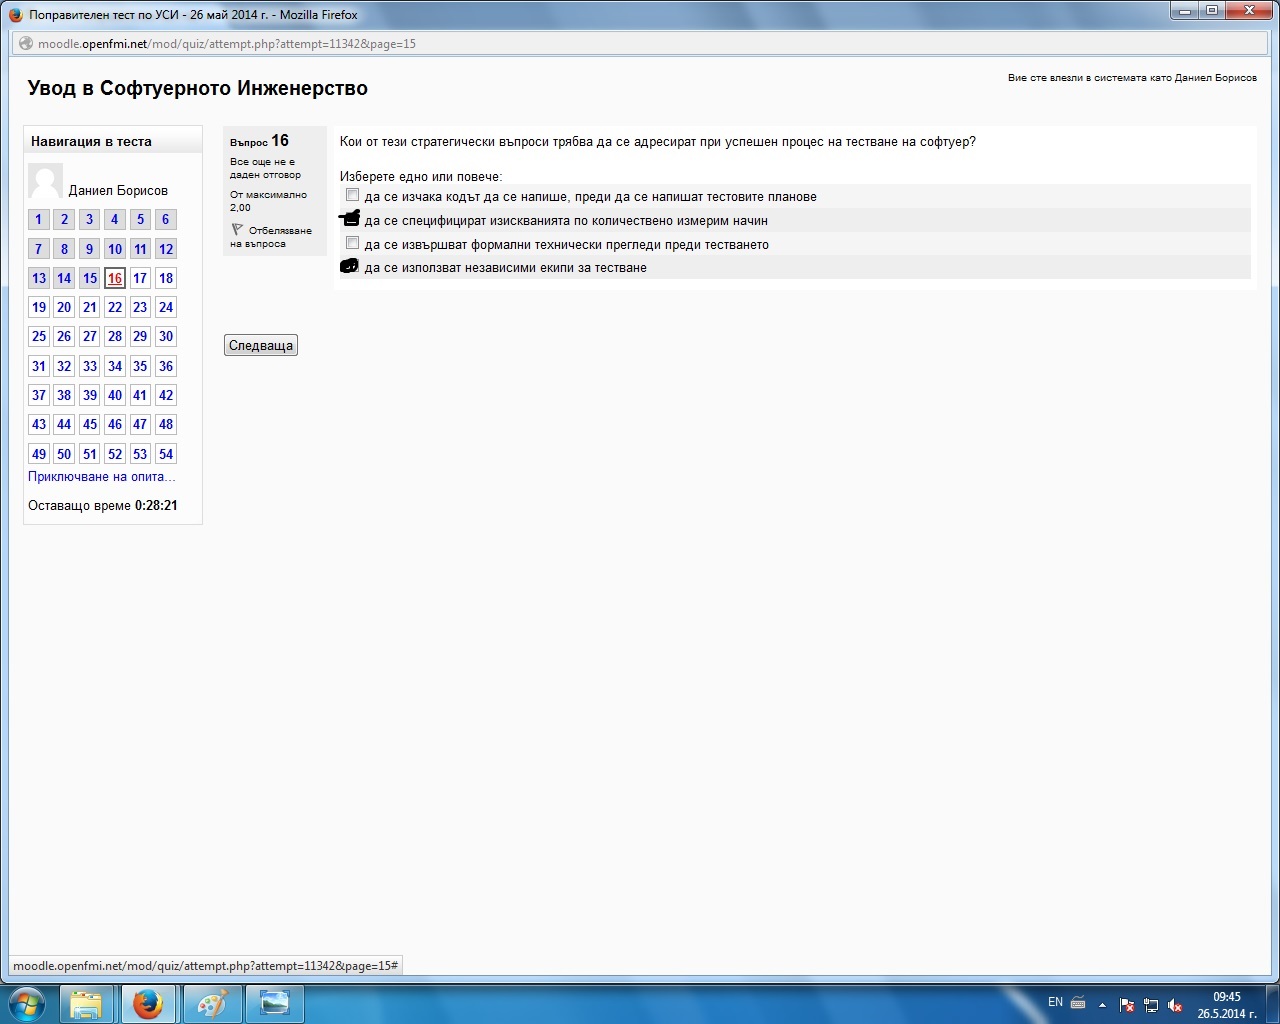 Поправителен тест по УСИ - 26 май 2014 г. - Mozilla Firefox
moodle.openfmi.net/mod/quiz/attempt.php?attempt=11342&page=15
Увод в Софтуерното Инженерство
Вие сте влезли в системата като Даниел Борисов
Навигация в теста
Даниел Борисов
1 2 3 4 5 6
7 8 9 10 11 12
13 14 15 16 17 18
19 20 21 22 23 24
25 26 27 28 29 30
31 32 33 34 35 36
37 38 39 40 41 42
43 44 45 46 47 48
49 50 51 52 53 54
Приключване на опита...
Оставащо време 0:28:21
Въпрос 16
Все още не е
даден отговор
От максимално
2,00
Отбелязване
на въпроса
Кои от тези стратегически въпроси трябва да се адресират при успешен процес на тестване на софтуер?
Изберете едно или повече:
да се изчака кодът да се напише, преди да се напишат тестовите планове
да се специфицират изискванията по количествено измерим начин
да се извършват формални технически прегледи преди тестването
да се използват независими екипи за тестване
Следваща
moodle.openfmi.net/mod/quiz/attempt.php?attempt=11342&page=15#
EN
09:45
26.5.2014 г.